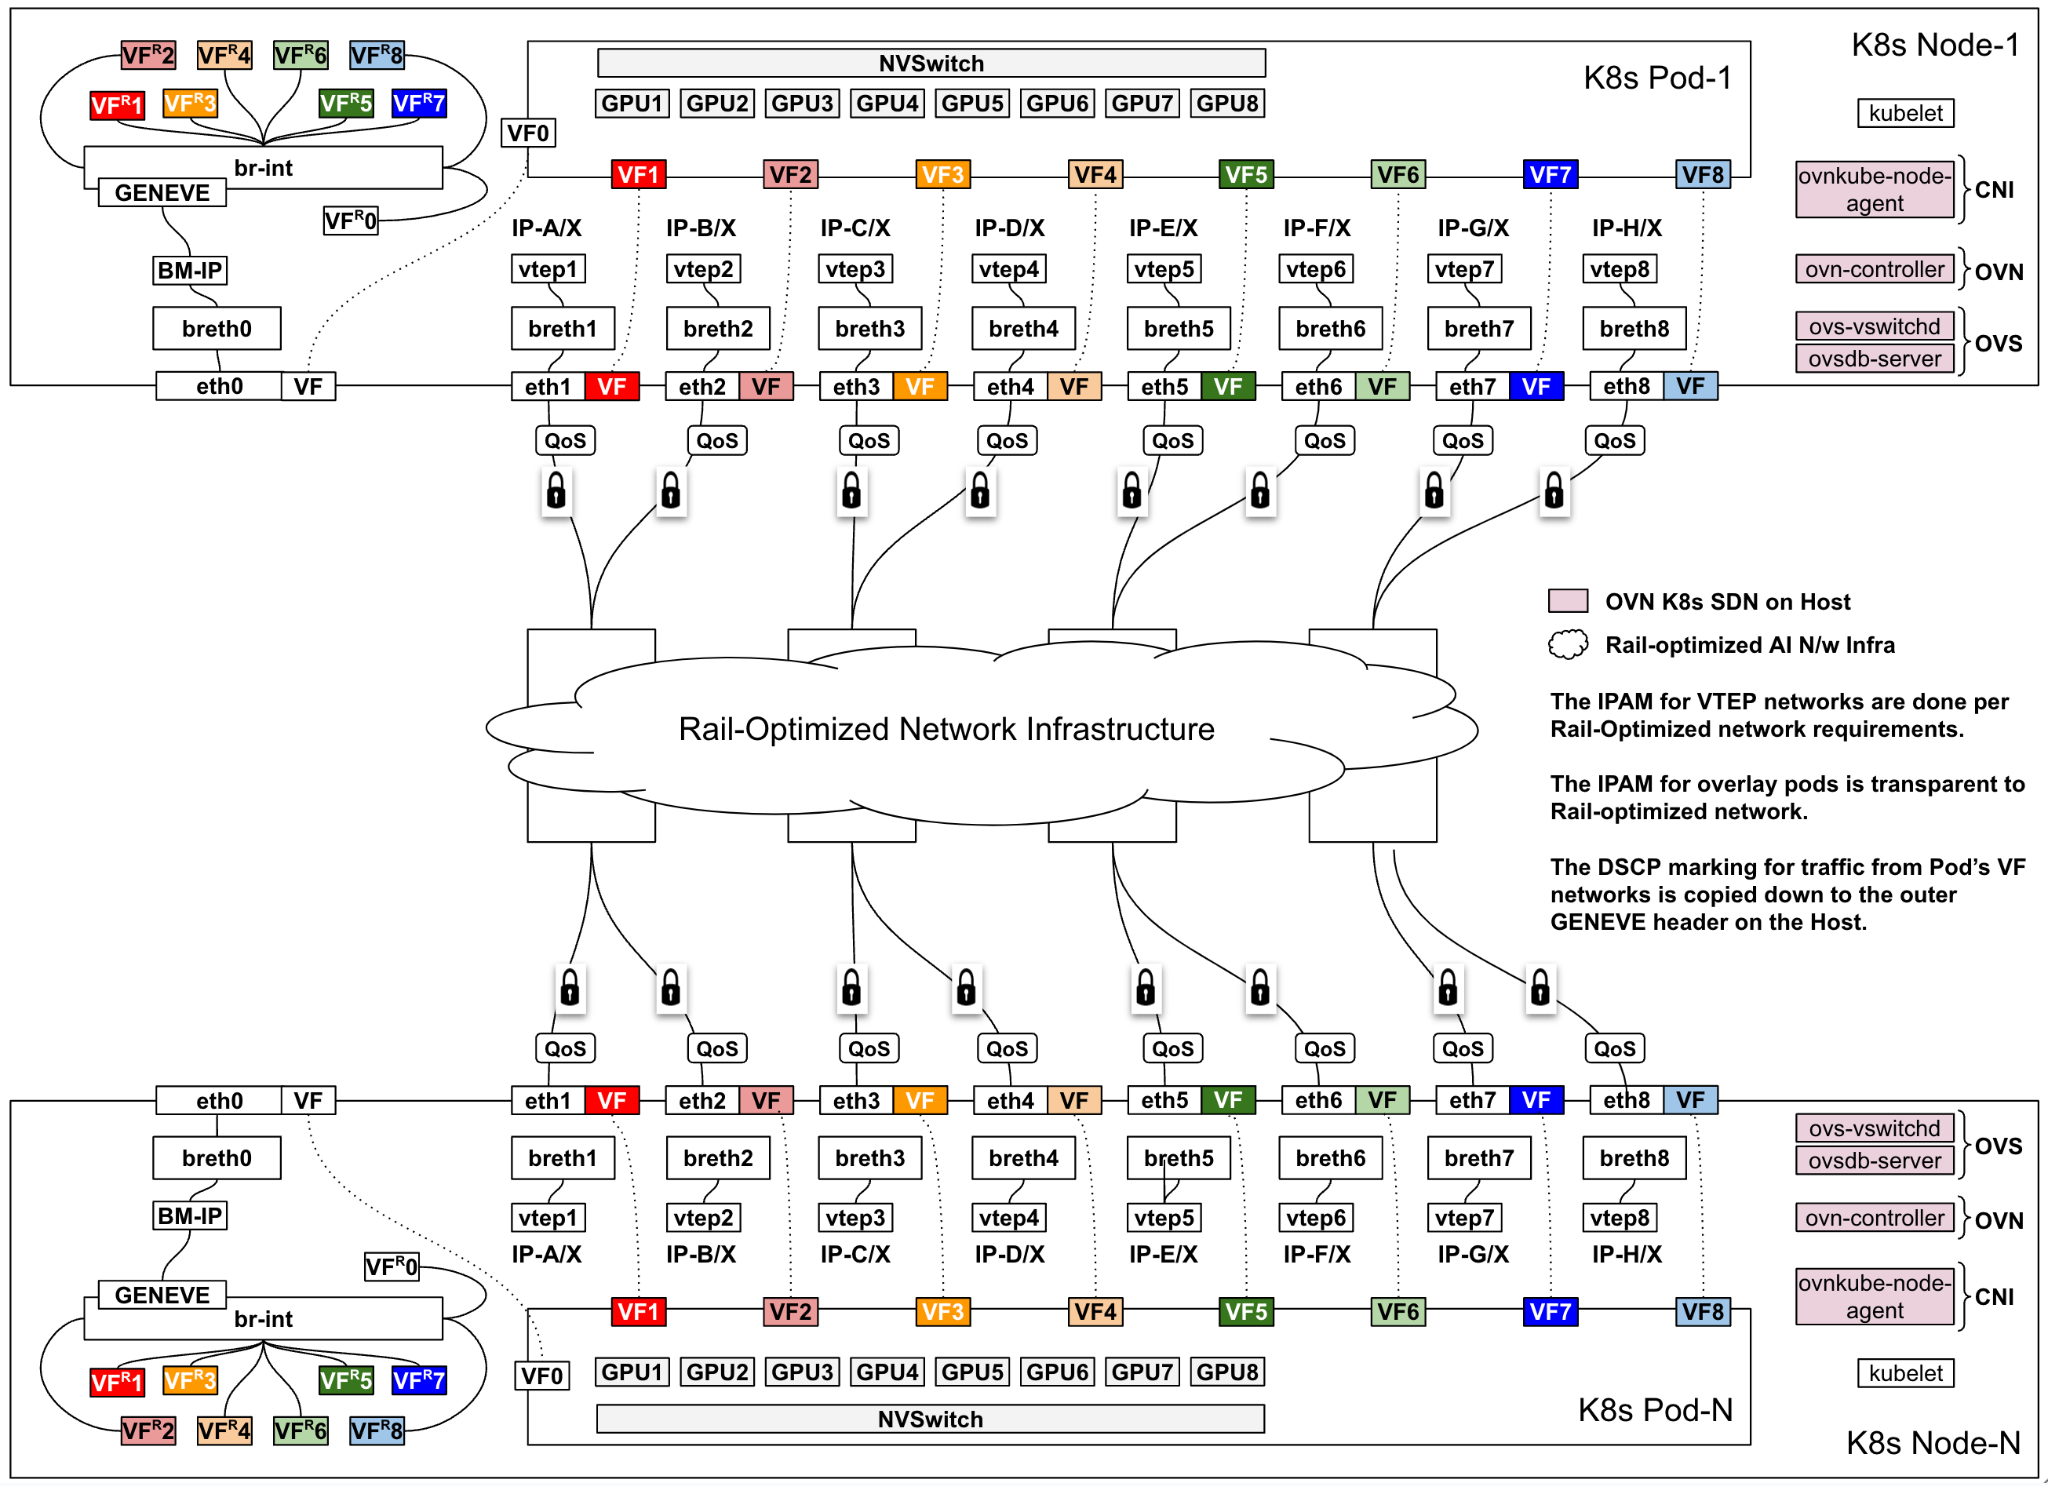 K8s Node-1
VFR2 VFR4 VFR6 VFR8
NVSwitch
K8s Pod-1
VFR1 VFR3 VFR5 VFR7
GPU1 GPU2 GPU3 GPU4 GPU5 GPU6 GPU7 GPU8
kubelet
VF0
br-int
GENEVE
VF1 VF2 VF3 VF4 VF5 VF6 VF7 VF8
ovnkube-node-
agent
CNI
VFR0
IP-A/X IP-B/X IP-C/X IP-D/X IP-E/X IP-F/X IP-G/X IP-H/X
BM-IP
vtep1 vtep2 vtep3 vtep4 vtep5 vtep6 vtep7 vtep8
ovn-controller
OVN
breth0
breth1 breth2 breth3 breth4 breth5 breth6 breth7 breth8
ovs-vswitchd
ovsdb-server
OVS
eth0 VF
eth1 VF eth2 VF eth3 VF eth4 VF eth5 VF eth6 VF eth7 VF eth8 VF
QoS QoS QoS QoS QoS QoS QoS QoS
OVN K8s SDN on Host
Rail-optimized AI N/w Infra
Rail-Optimized Network Infrastructure
The IPAM for VTEP networks are done per
Rail-Optimized network requirements.
The IPAM for overlay pods is transparent to
Rail-optimized network.
The DSCP marking for traffic from Pod’s VF
networks is copied down to the outer
GENEVE header on the Host.
QoS QoS QoS QoS QoS QoS QoS QoS
eth0 VF
eth1 VF eth2 VF eth3 VF eth4 VF eth5 VF eth6 VF eth7 VF eth8 VF
ovs-vswitchd
ovsdb-server
OVS
breth0
breth1 breth2 breth3 breth4 breth5 breth6 breth7 breth8
BM-IP
vtep1 vtep2 vtep3 vtep4 vtep5 vtep6 vtep7 vtep8
ovn-controller
OVN
IP-A/X IP-B/X IP-C/X IP-D/X IP-E/X IP-F/X IP-G/X IP-H/X
VFR0
GENEVE
br-int
VF1 VF2 VF3 VF4 VF5 VF6 VF7 VF8
ovnkube-node-
agent
CNI
VFR1 VFR3 VFR5 VFR7
VF0
GPU1 GPU2 GPU3 GPU4 GPU5 GPU6 GPU7 GPU8
kubelet
VFR2 VFR4 VFR6 VFR8
NVSwitch
K8s Pod-N
K8s Node-N